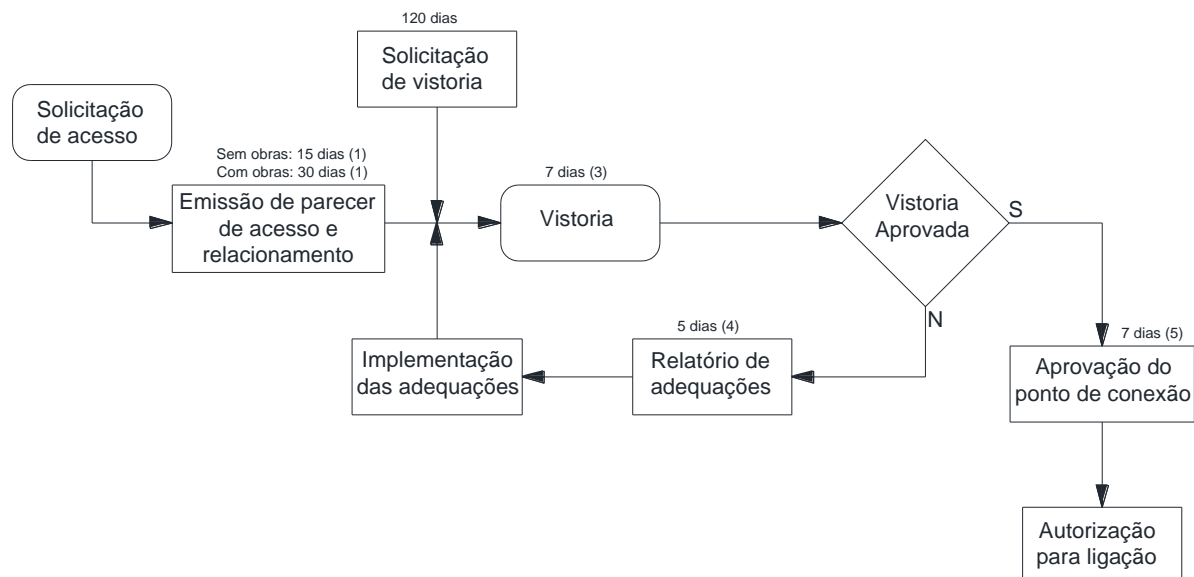 120 dias
Solicitação
de vistoria
Solicitação
de acesso
Sem obras: 15 dias (1)
Com obras: 30 dias (1)
Emissão de parecer
de acesso e
relacionamento
7 dias (3)
Vistoria
Vistoria
Aprovada
S
N
5 dias (4)
Relatório de
adequações
Implementação
das adequações
7 dias (5)
Aprovação do
ponto de conexão
Autorização
para ligação